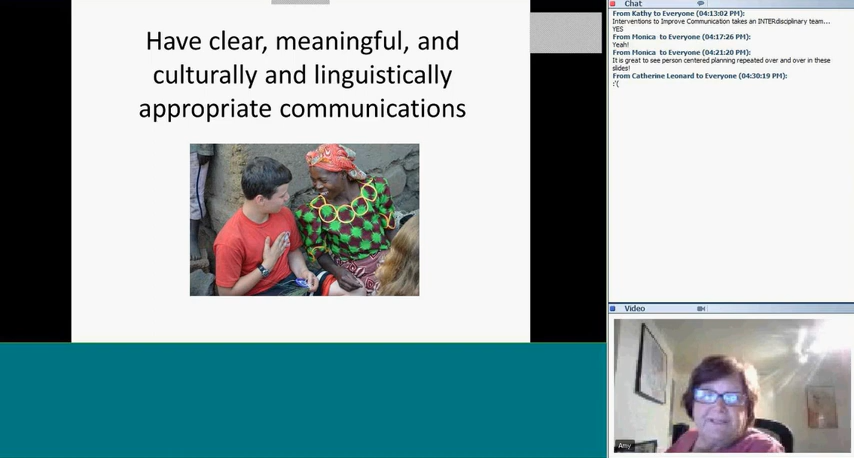 Have clear, meaningful, and
culturally and linguistically
appropriate communications
Chat
From Kathy to Everyone (04:13:02 PM):
Interventions to Improve Communication takes an INTERdisciplinary team...
YES
From Monica to Everyone (04:17:26 PM):
Yeah!
From Monica to Everyone (04:21:20 PM):
It is great to see person centered planning repeated over and over in these
slides!
From Catherine Leonard to Everyone (04:30:19 PM):
:'(
Video
Amy